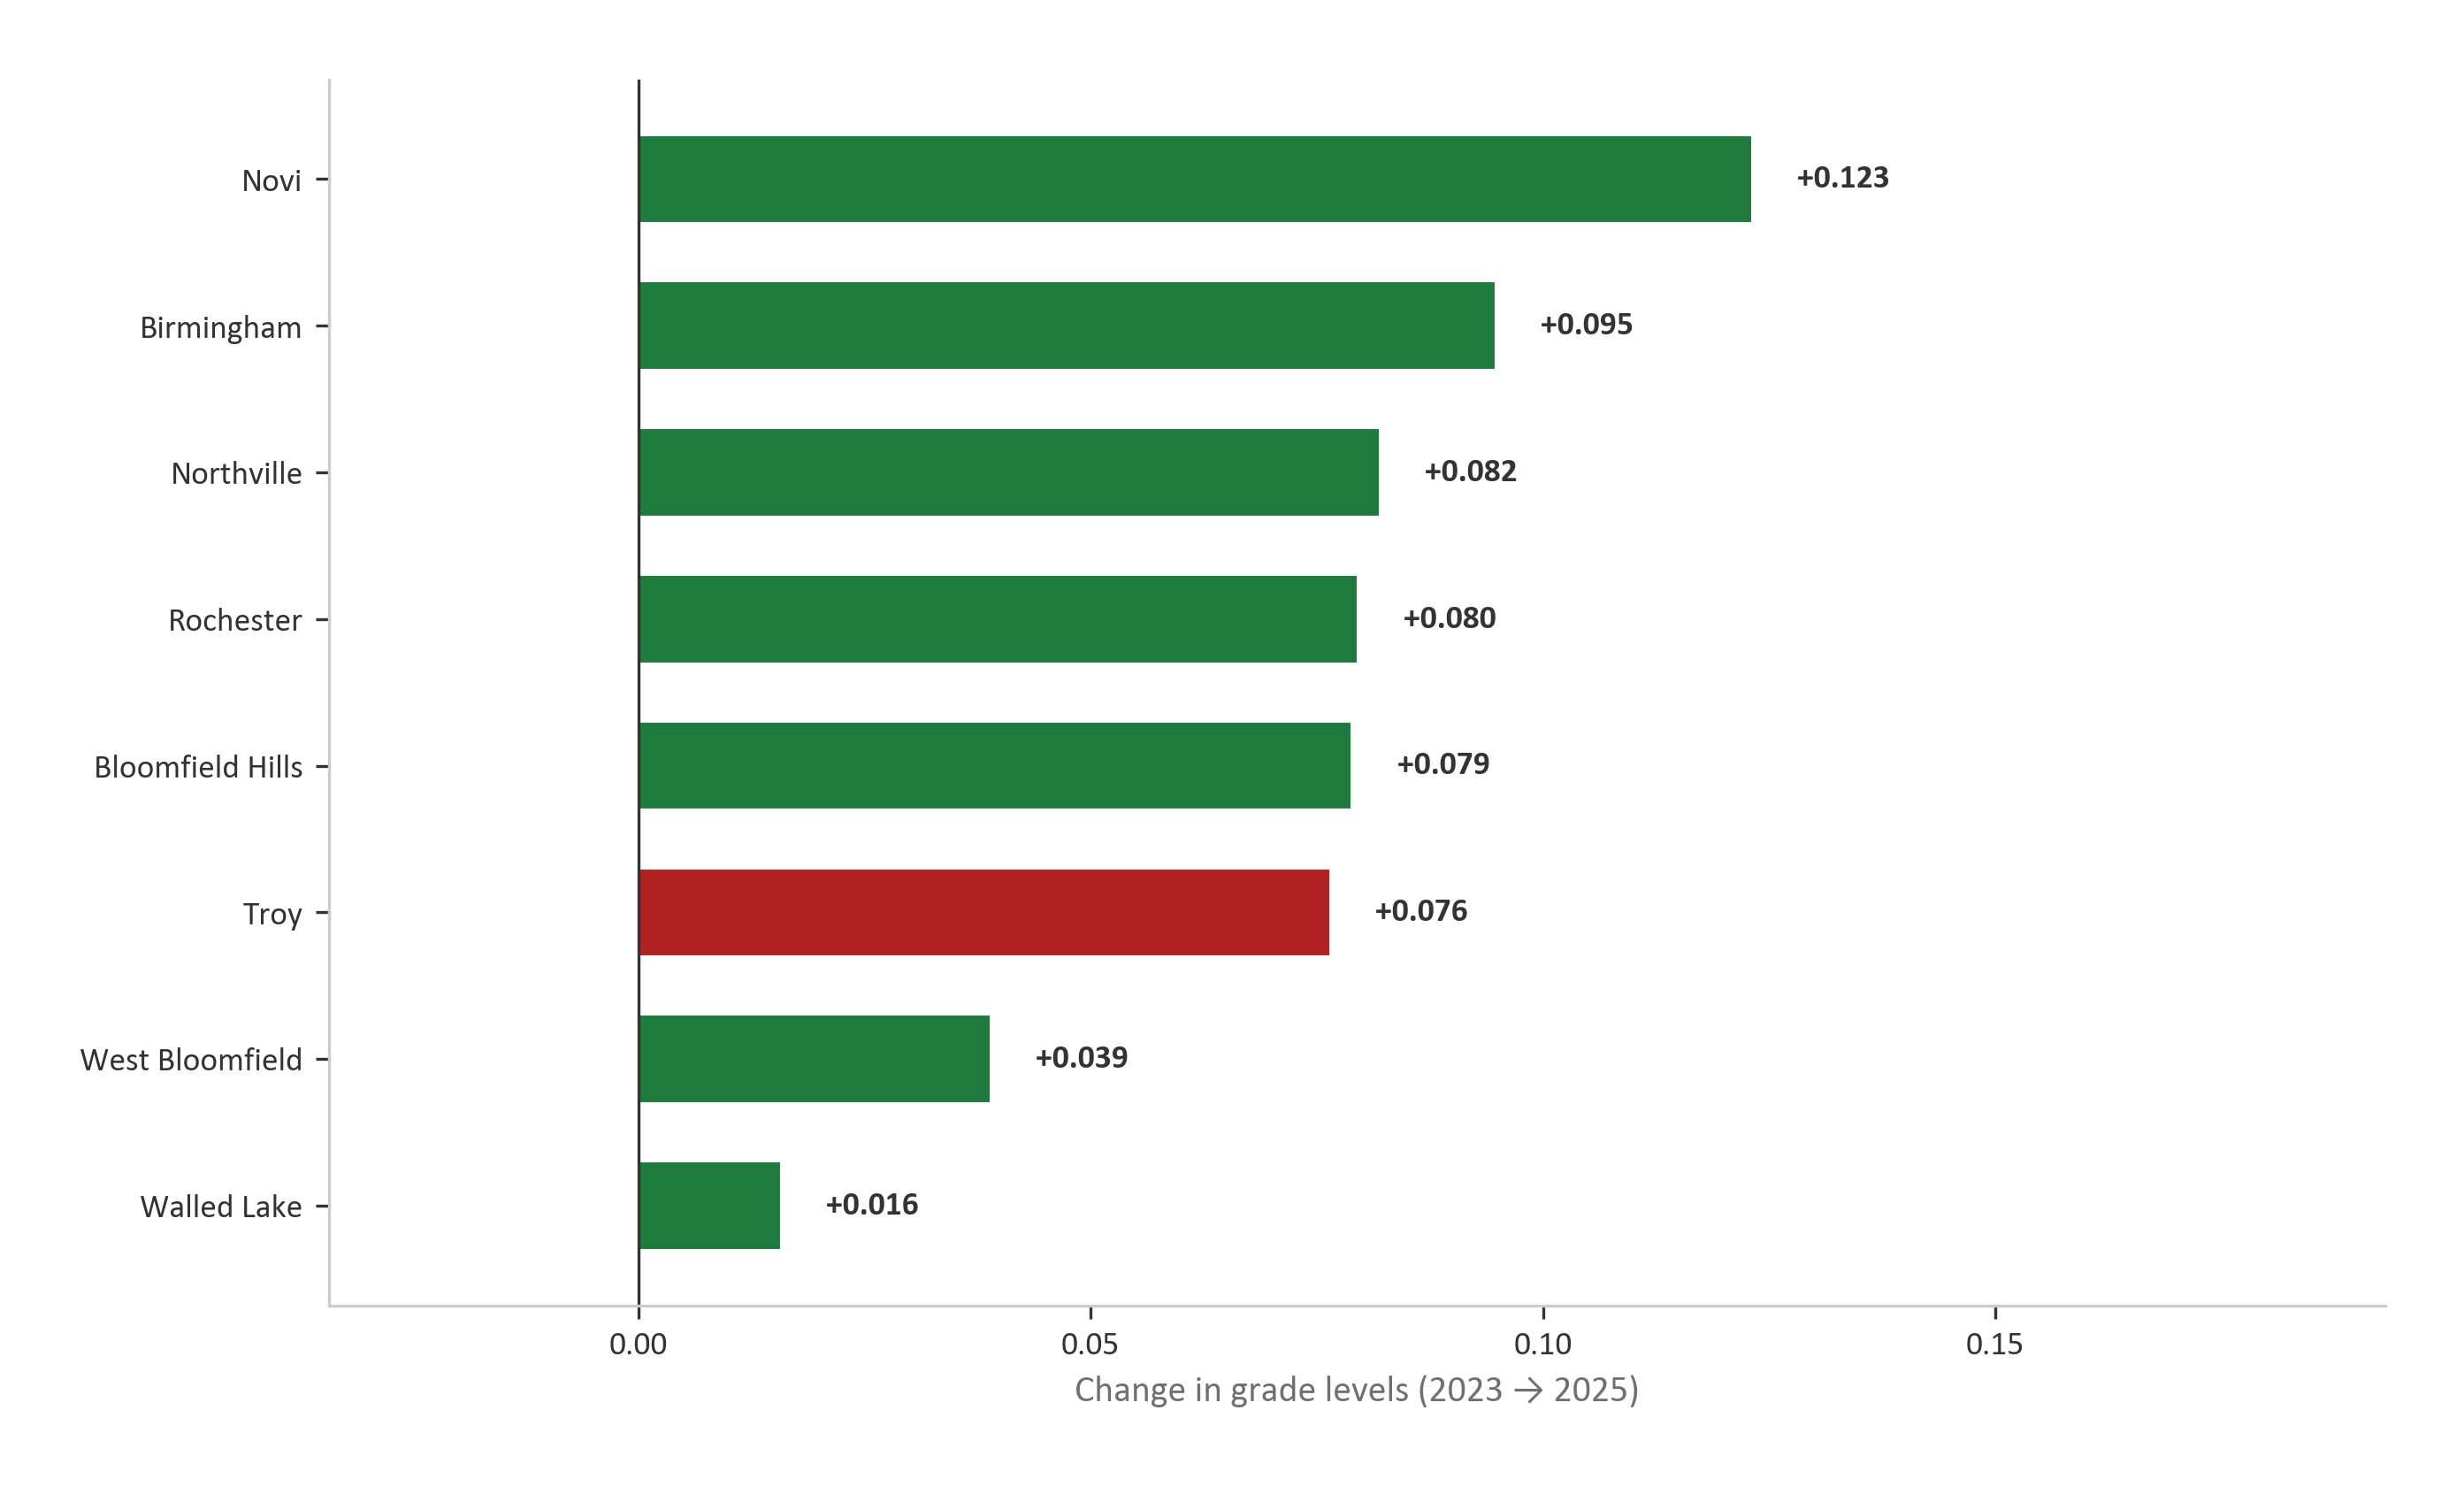 Novi +0.123
Birmingham +0.095
Northville +0.082
Rochester +0.080
Bloomfield Hills +0.079
Troy +0.076
West Bloomfield +0.039
Walled Lake +0.016
0.00 0.05 0.10 0.15
Change in grade levels (2023 → 2025)